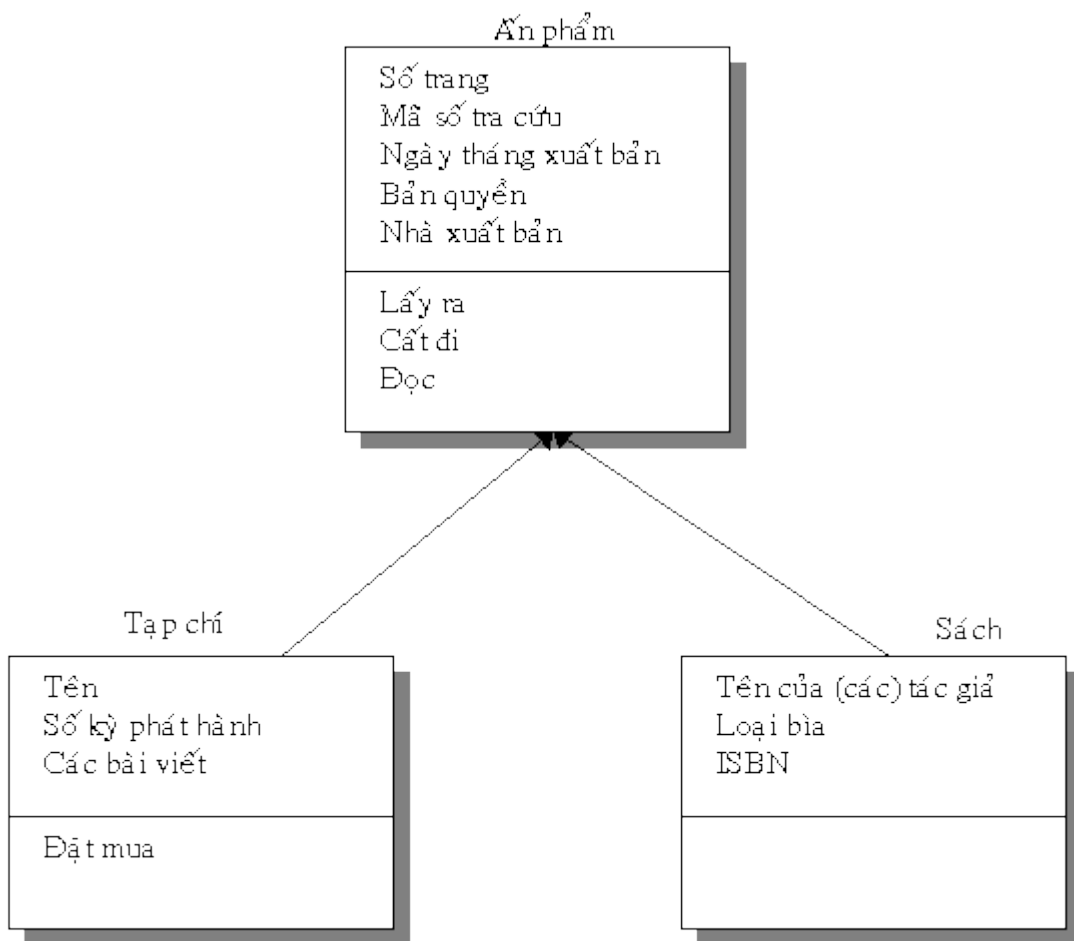 Ấn phẩm
Số trang
Mã số tra cứu
Ngày tháng xuất bản
Bản quyền
Nhà xuất bản
Lấy ra
Cất đi
Đọc
Tạp chí
Tên
Số kỳ phát hành
Các bài viết
Đặt mua
Sách
Tên của (các) tác giả
Loại bìa
ISBN